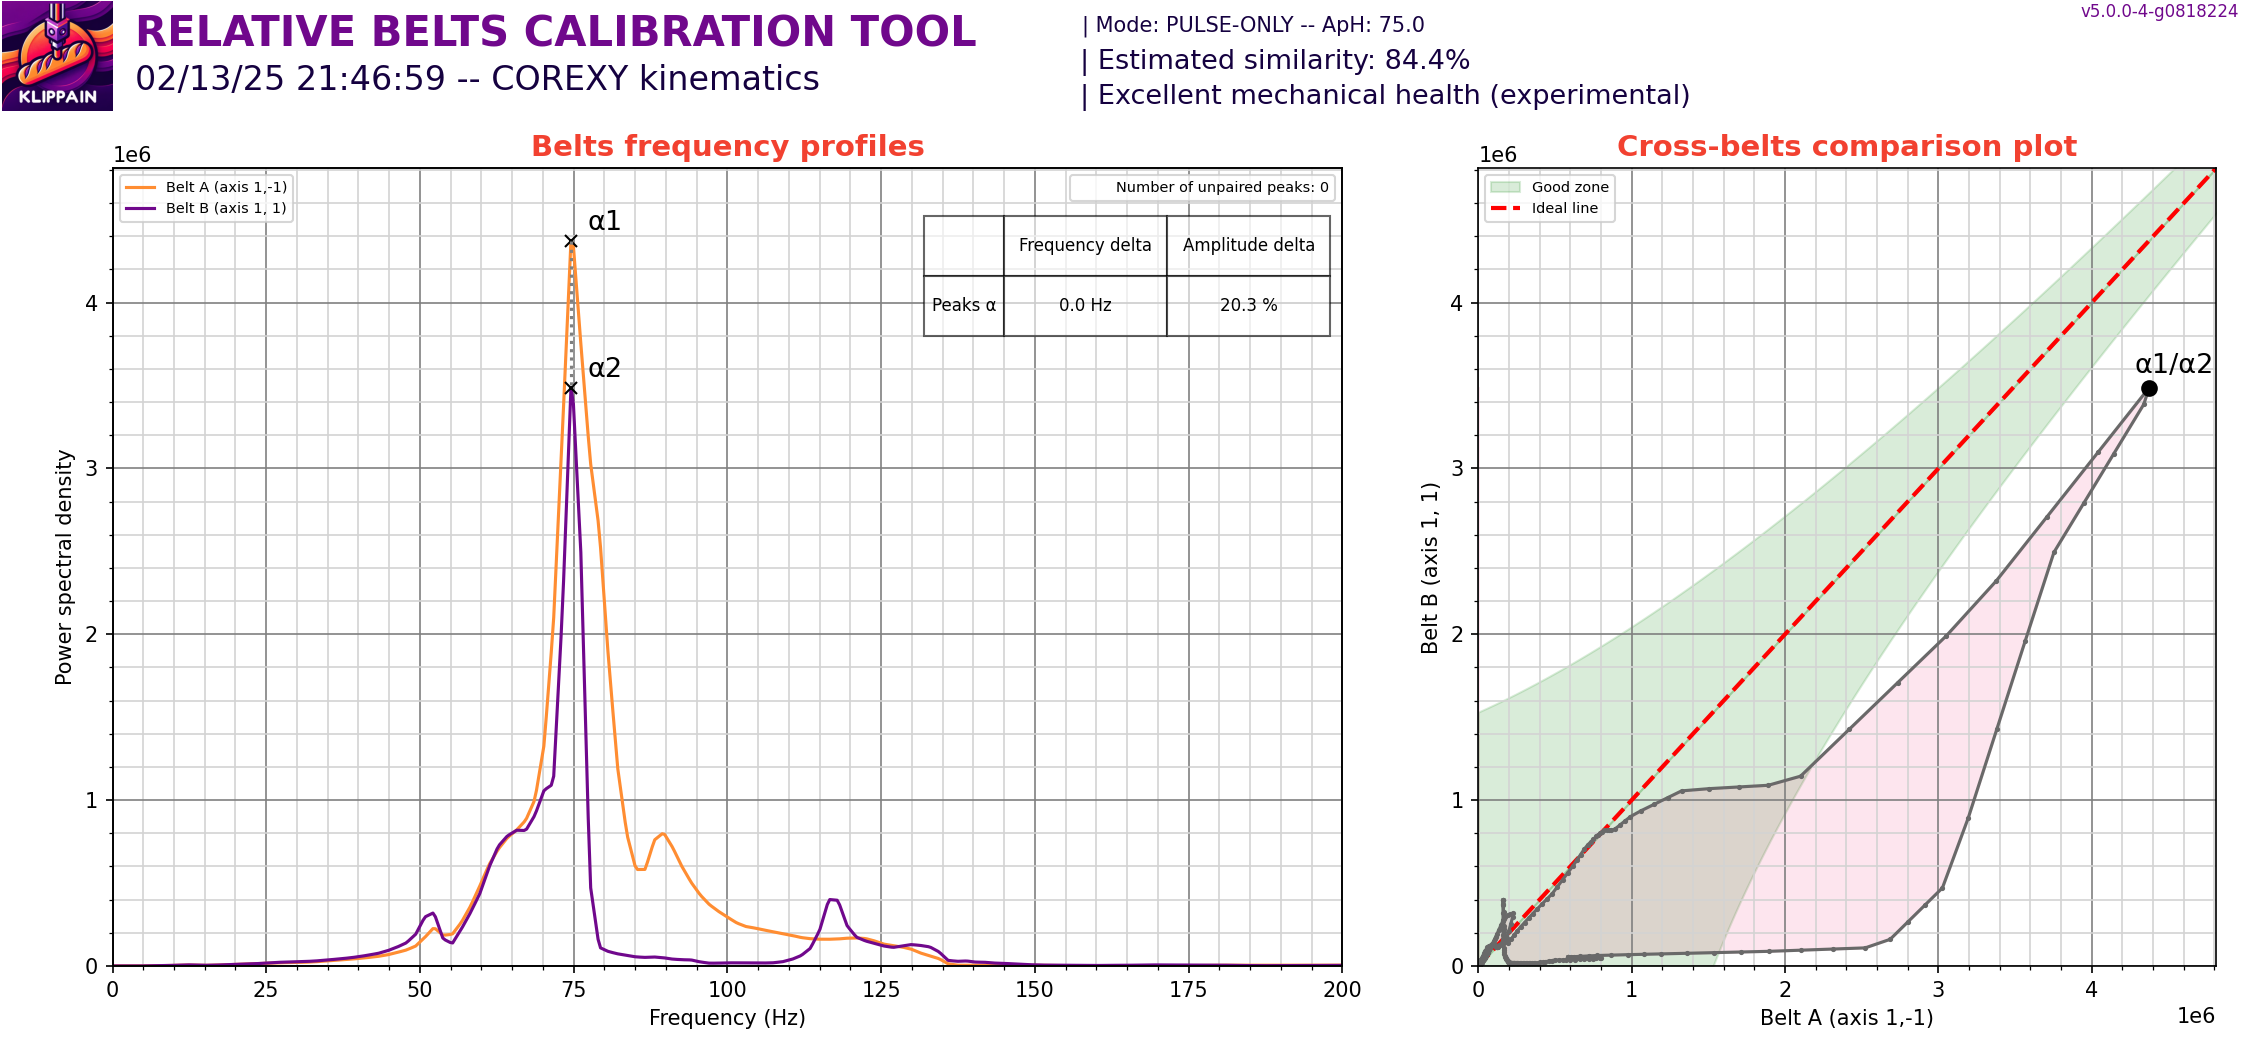 KLIPPAIN
RELATIVE BELTS CALIBRATION TOOL
02/13/25 21:46:59 -- COREXY kinematics
| Mode: PULSE-ONLY -- ApH: 75.0
| Estimated similarity: 84.4%
| Excellent mechanical health (experimental)
v5.0.0-4-g0818224
Belts frequency profiles
1e6
Belt A (axis 1,-1)
Belt B (axis 1, 1)
Number of unpaired peaks: 0
Frequency delta Amplitude delta
Peaks α 0.0 Hz 20.3 %
α1
α2
Power spectral density
4
3
2
1
0
0 25 50 75 100 125 150 175 200
Frequency (Hz)
Cross-belts comparison plot
1e6
Good zone
Ideal line
α1/α2
Belt B (axis 1, 1)
4
3
2
1
0
0 1 2 3 4
Belt A (axis 1,-1)
1e6